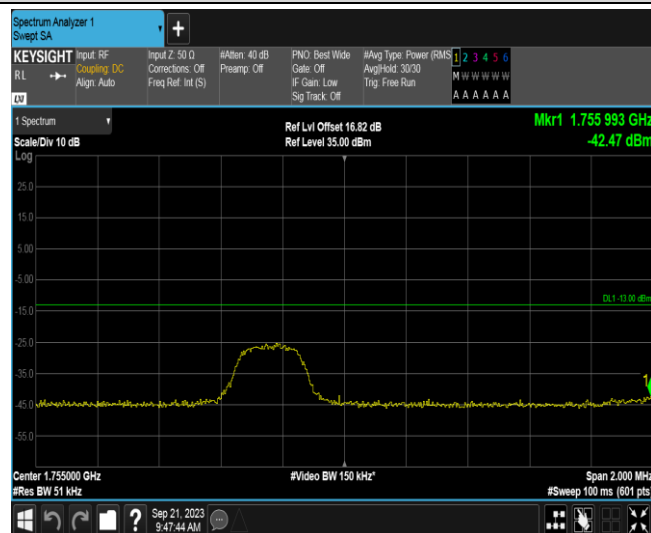 Spectrum Analyzer 1
Swept SA
KEYSIGHT
RL
Input: RF
Coupling: DC
Align: Auto
Input Z: 50 Ω
Corrections: Off
Freq Ref: Int (S)
#Atten: 40 dB
Preamp: Off
PNO: Best Wide
Gate: Off
IF Gain: Low
Sig Track: Off
#Avg Type: Power (RMS
Avg|Hold: 30/30
Trig: Free Run
1 2 3 4 5 6
M W W W W W
A A A A A A
LXI
1 Spectrum
Scale/Div 10 dB
Log
Ref Lvl Offset 16.82 dB
Ref Level 35.00 dBm
Mkr1 1.755 993 GHz
-42.47 dBm
25.0
15.0
5.00
-5.00
DL1 -13.00 dBm
-15.0
-25.0
-35.0
1
-45.0
-55.0
Center 1.755000 GHz
#Video BW 150 kHz*
Span 2.000 MHz
#Res BW 51 kHz
#Sweep 100 ms (601 pts)
?
Sep 21, 2023
9:47:44 AM